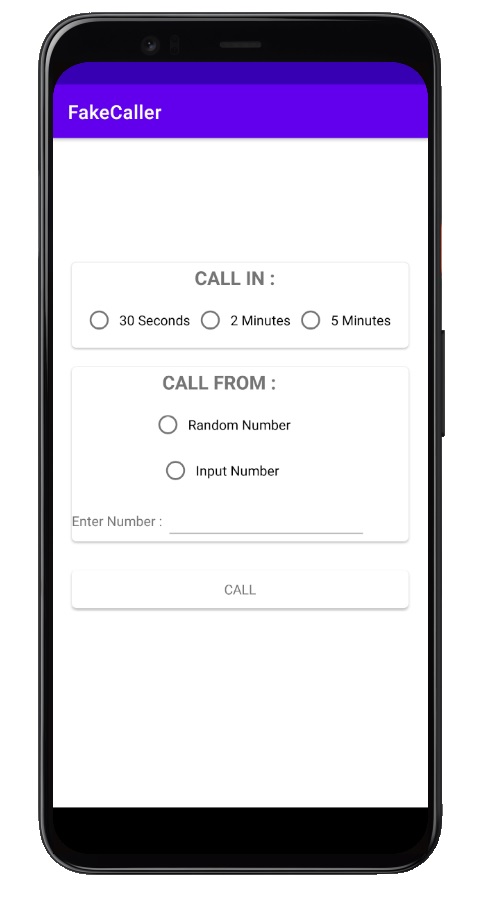 FakeCaller
CALL IN :
30 Seconds 2 Minutes 5 Minutes
CALL FROM :
Random Number
Input Number
Enter Number :
CALL